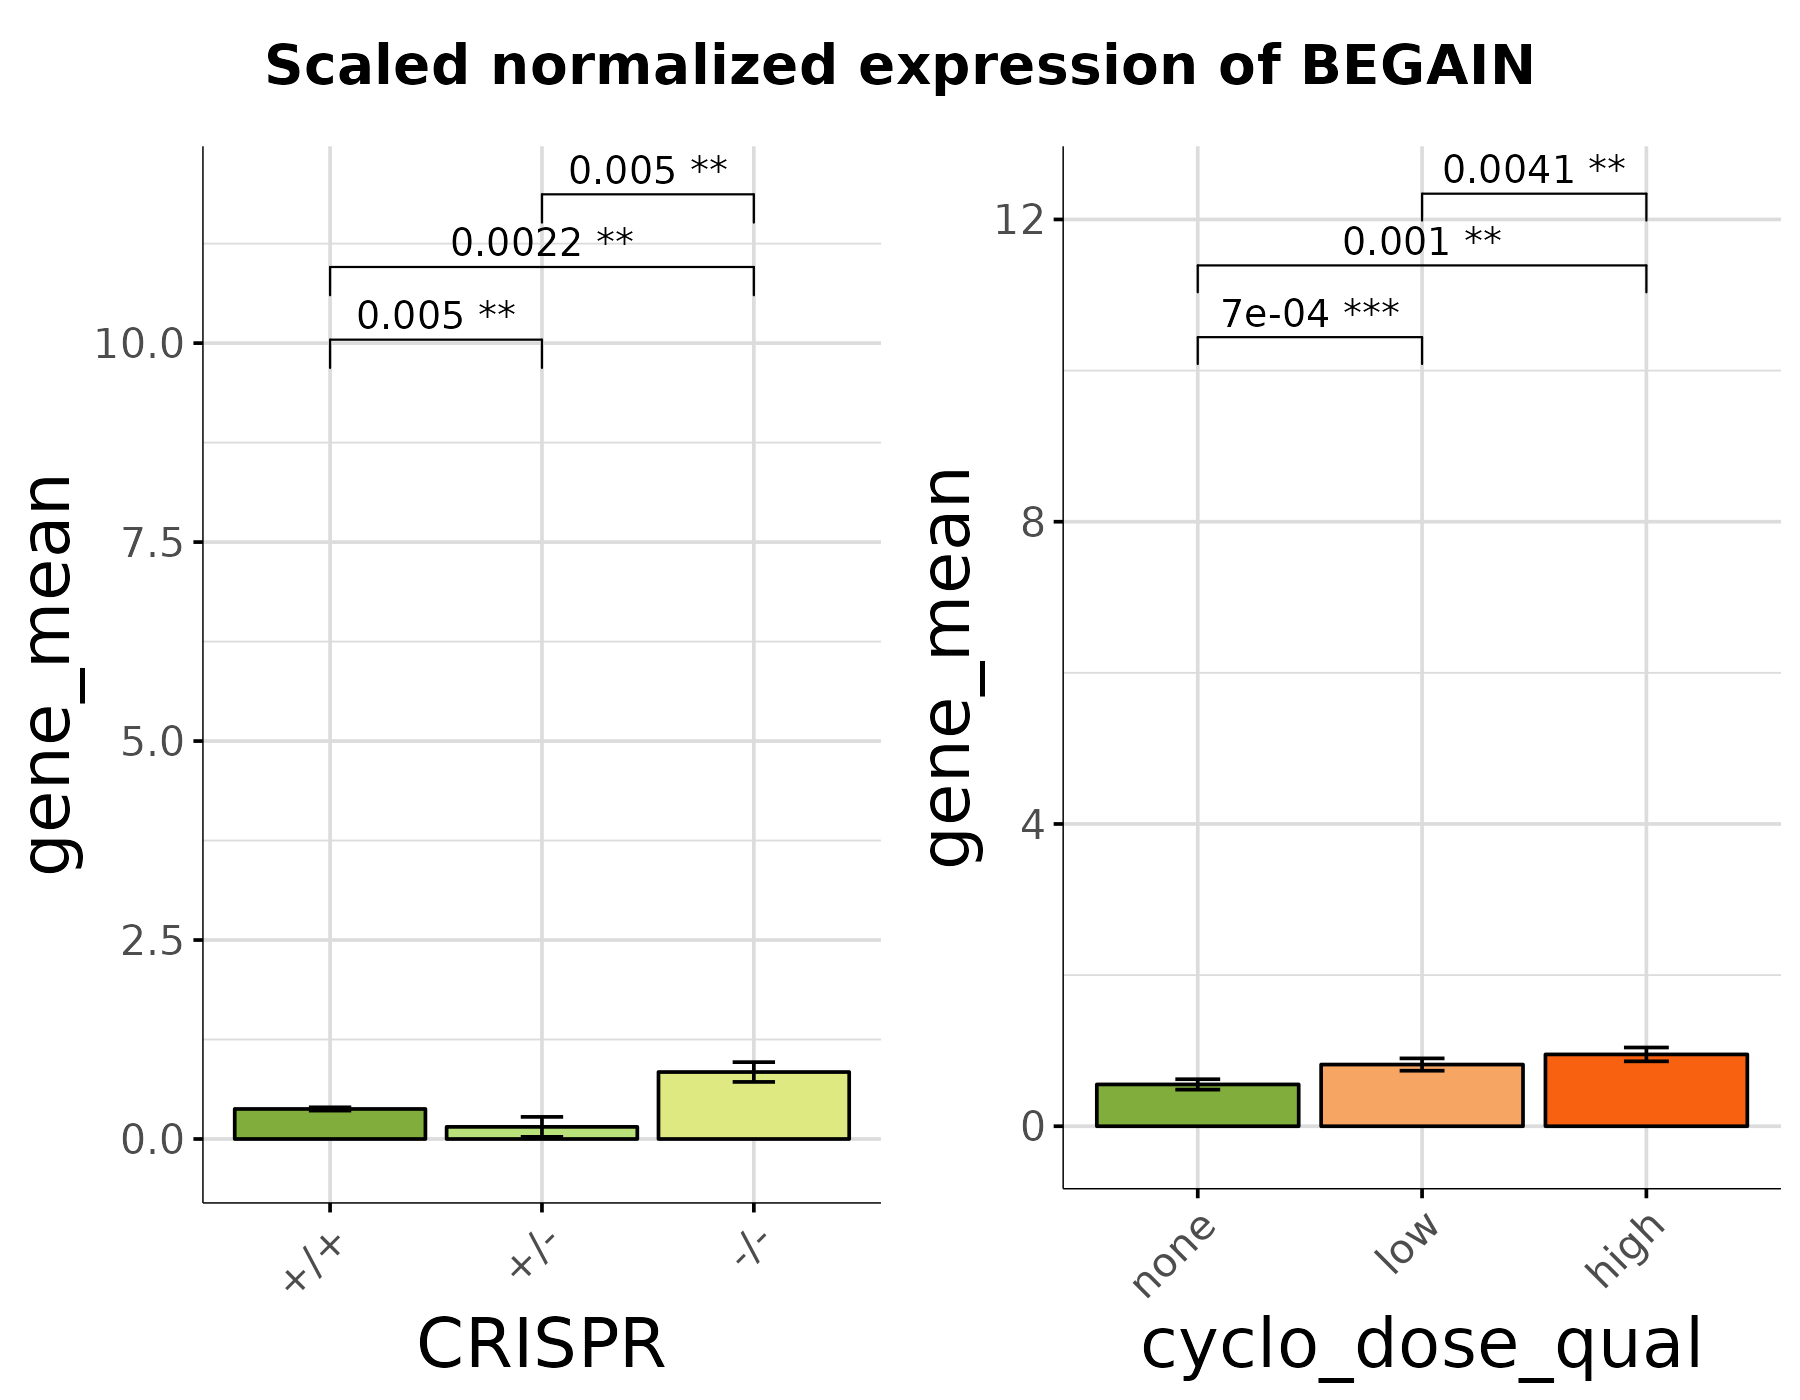 Scaled normalized expression of BEGAIN
gene_mean
10.0
7.5
5.0
2.5
0.0
0.005 **
0.0022 **
0.005 **
+/+
+/-
-/-
CRISPR
gene_mean
12
8
4
0
0.0041 **
0.001 **
7e-04 ***
none
low
high
cyclo_dose_qual